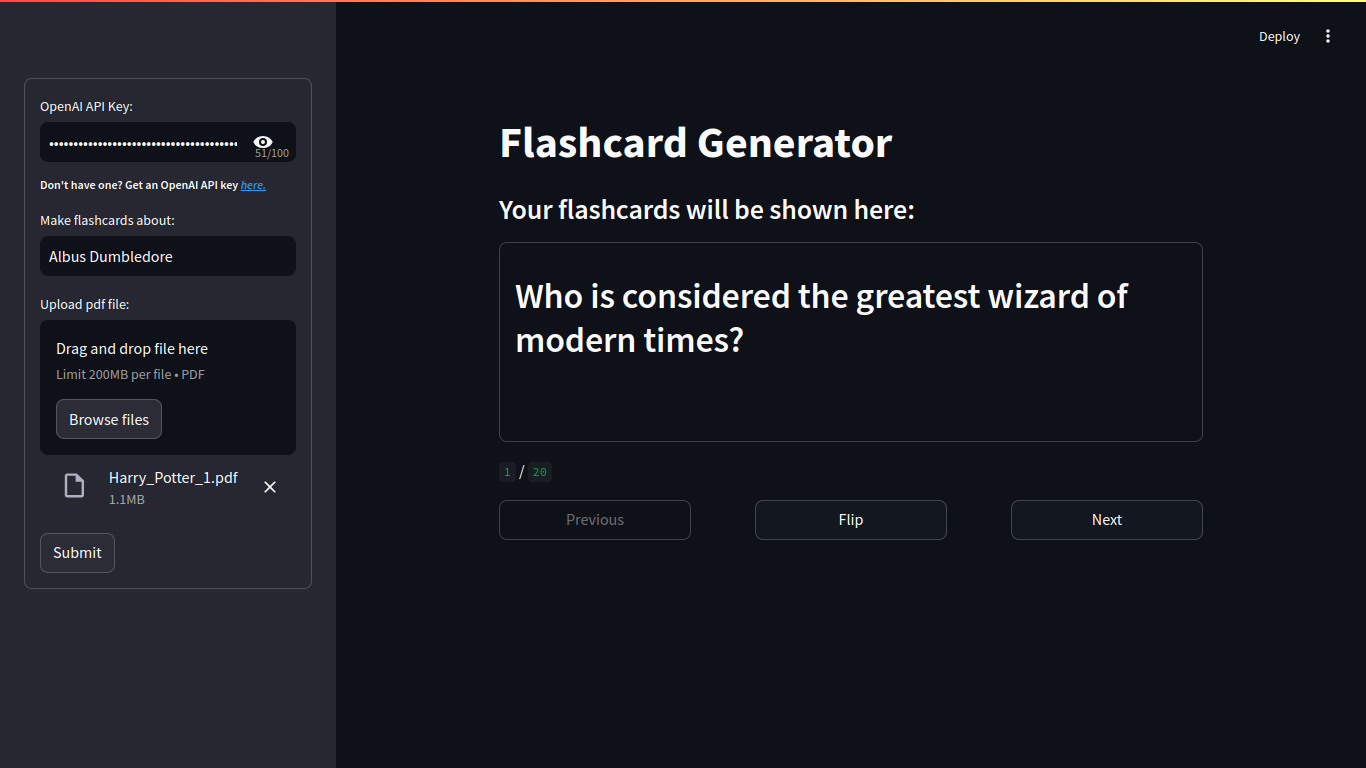 Deploy
OpenAI API Key:
•••••••••••••••••••••••••••••••••••••••
51/100
Don't have one? Get an OpenAI API key here.
Make flashcards about:
Albus Dumbledore
Upload pdf file:
Drag and drop file here
Limit 200MB per file • PDF
Browse files
Harry_Potter_1.pdf
1.1MB
Submit
Flashcard Generator
Your flashcards will be shown here:
Who is considered the greatest wizard of
modern times?
1 / 20
Previous
Flip
Next